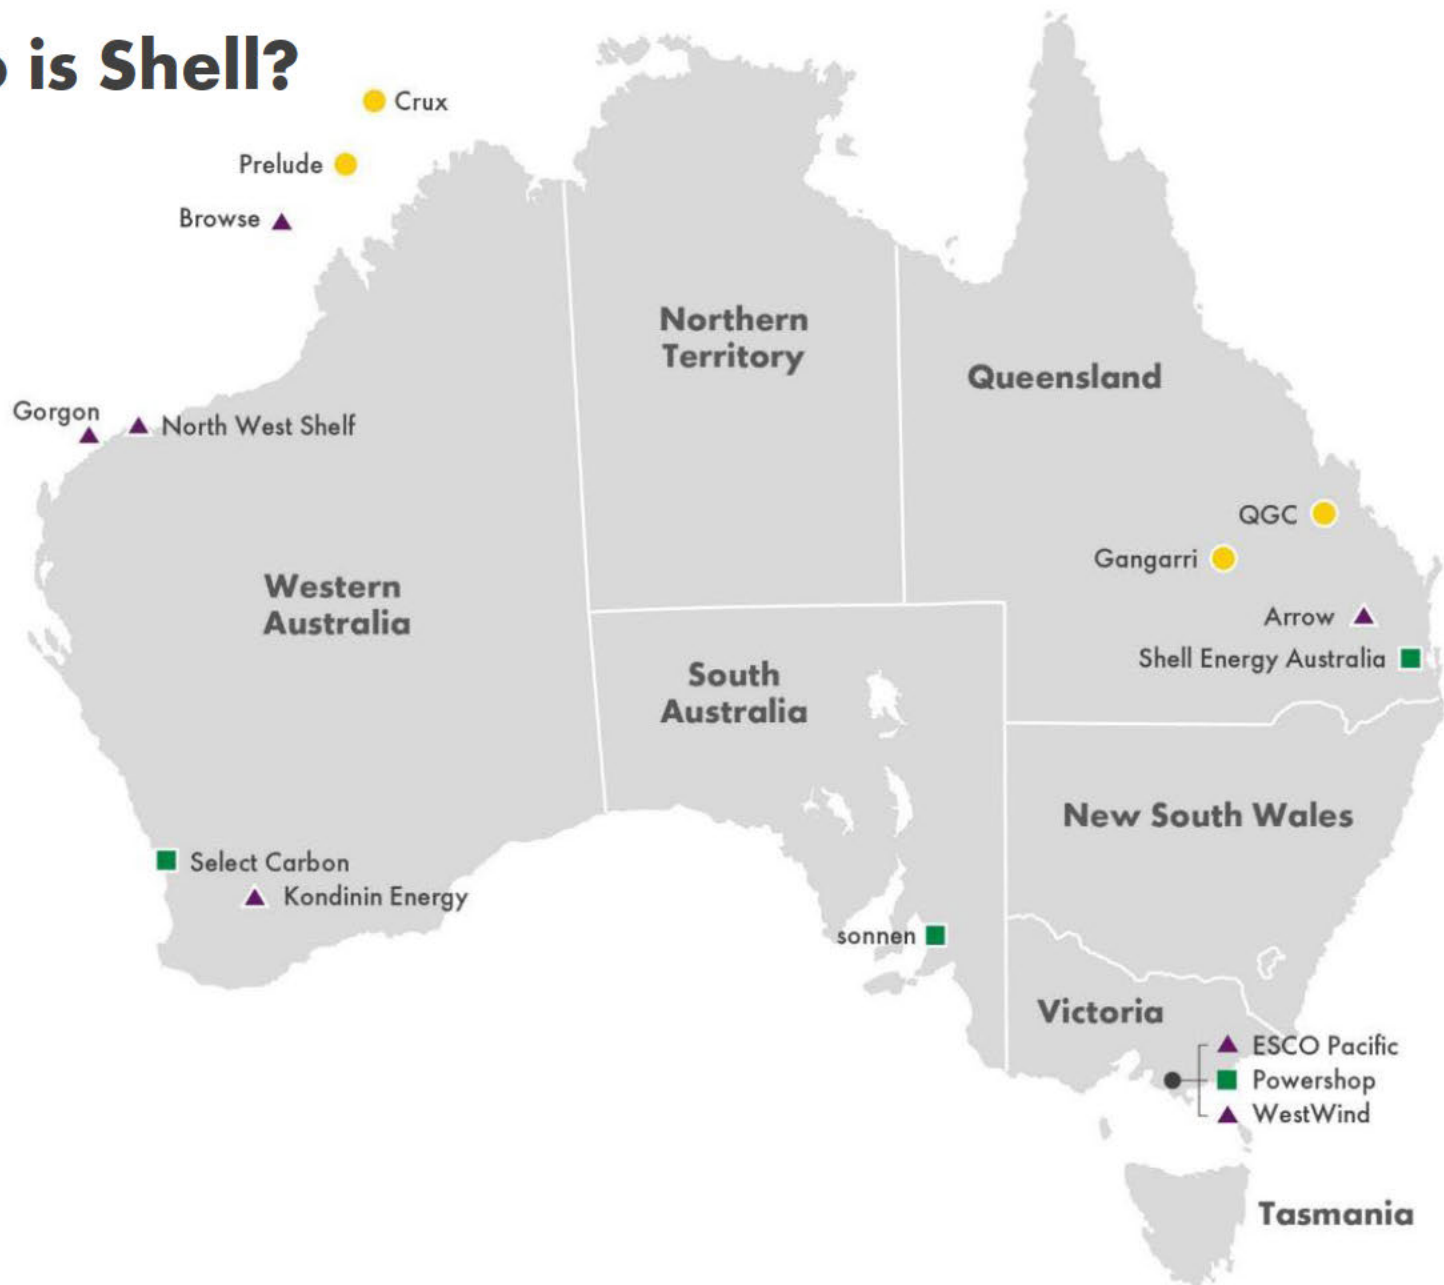 is Shell?
Crux
Prelude
Browse
Northern
Territory
Queensland
Gorgon
North West Shelf
QGC
Gangarri
Western
Australia
Arrow
Shell Energy Australia
South
Australia
New South Wales
Select Carbon
Kondinin Energy
sonnen
Victoria
ESCO Pacific
Powershop
WestWind
Tasmania